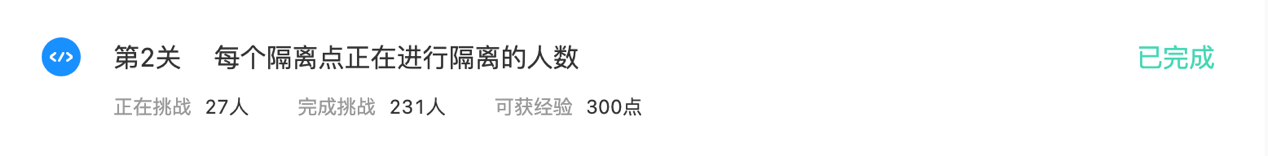 第2关 每个隔离点正在进行隔离的人数 已完成
正在挑战 27人 完成挑战 231人 可获经验 300点